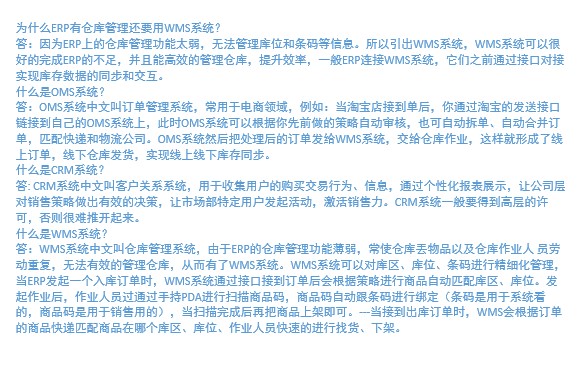 为什么ERP有仓库管理还要用WMS系统？
答：因为ERP上的仓库管理功能太弱，无法管理库位和条码等信息。所以引出WMS系统，WMS系统可以很
好的完成ERP的不足，并且能高效的管理仓库，提升效率，一般ERP连接WMS系统，它们之前通过接口对接
实现库存数据的同步和交互。
什么是OMS系统？
答：OMS系统中文叫订单管理系统，常用于电商领域，例如：当淘宝店接到单后，你通过淘宝的发送接口
链接到自己的OMS系统上，此时OMS系统可以根据你先前做的策略自动审核，也可自动拆单、自动合并订
单，匹配快递和物流公司。OMS系统然后把处理后的订单发给WMS系统，交给仓库作业，这样就形成了线
上订单，线下仓库发货，实现线上线下库存同步。
什么是CRM系统？
答: CRM系统中文叫客户关系系统，用于收集用户的购买交易行为、信息，通过个性化报表展示，让公司层
对销售策略做出有效的决策，让市场部特定用户发起活动，激活销售力。CRM系统一般要得到高层的许
可，否则很难推开起来。
什么是WMS系统？
答：WMS系统中文叫仓库管理系统，由于ERP的仓库管理功能薄弱，常使仓库丢物品以及仓库作业人员劳
动重复，无法有效的管理仓库，从而有了WMS系统。WMS系统可以对库区、库位、条码进行精细化管理，
当ERP发起一个入库订单时，WMS系统通过接口接到订单后会根据策略进行商品自动匹配库区、库位。发
起作业后，作业人员过通过手持PDA进行扫描商品码，商品码自动跟条码进行绑定（条码是用于系统看
的，商品码是用于销售用的），当扫描完成后再把商品上架即可。---当接到出库订单时，WMS会根据订单
的商品快递匹配商品在哪个库区、库位、作业人员快速的进行找货、下架。